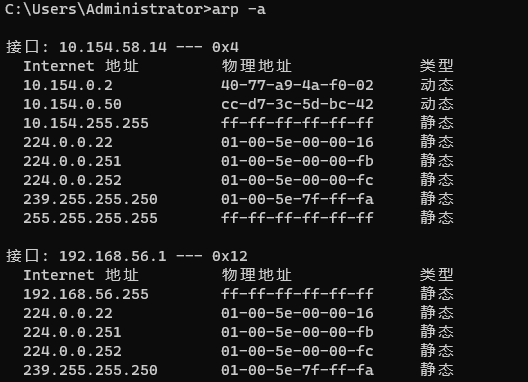 C:\Users\Administrator>arp -a
接口: 10.154.58.14 --- 0x4
Internet 地址 物理地址 类型
10.154.0.2 40-77-a9-4a-f0-02 动态
10.154.0.50 cc-d7-3c-5d-bc-42 动态
10.154.255.255 ff-ff-ff-ff-ff-ff 静态
224.0.0.22 01-00-5e-00-00-16 静态
224.0.0.251 01-00-5e-00-00-fb 静态
224.0.0.252 01-00-5e-00-00-fc 静态
239.255.255.250 01-00-5e-7f-ff-fa 静态
255.255.255.255 ff-ff-ff-ff-ff-ff 静态
接口: 192.168.56.1 --- 0x12
Internet 地址 物理地址 类型
192.168.56.255 ff-ff-ff-ff-ff-ff 静态
224.0.0.22 01-00-5e-00-00-16 静态
224.0.0.251 01-00-5e-00-00-fb 静态
224.0.0.252 01-00-5e-00-00-fc 静态
239.255.255.250 01-00-5e-7f-ff-fa 静态